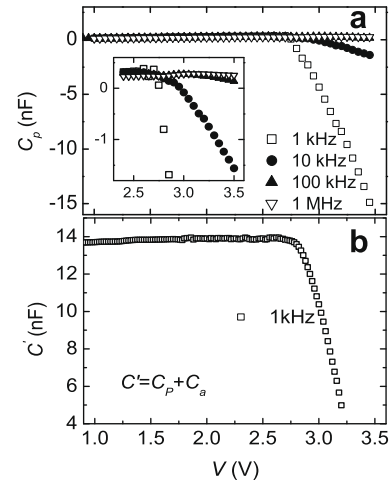 a
0
-5
-10
-15
C_p (nF)
0
-1
2.5 3.0 3.5
1 kHz
10 kHz
100 kHz
1 MHz
b
14
12
10
8
6
4
C' (nF)
1kHz
C'=C_P+C_a
1.0 1.5 2.0 2.5 3.0 3.5
V (V)